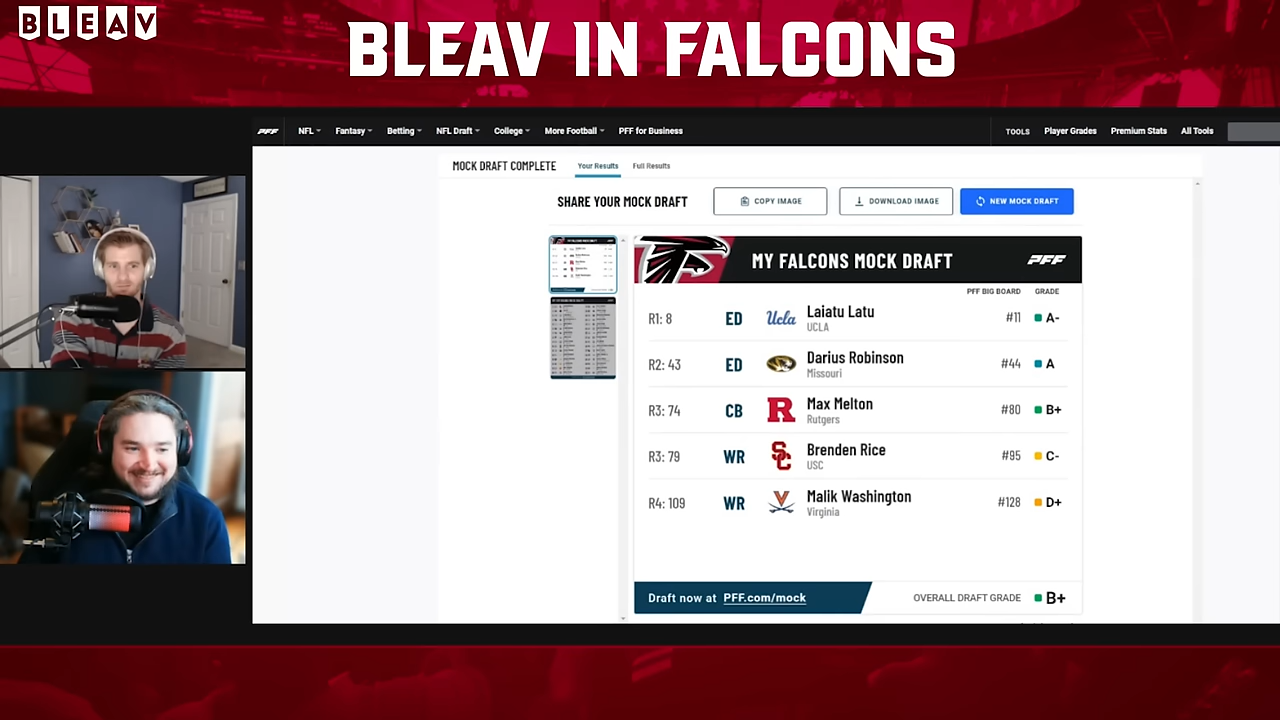 BLEAV
BLEAV IN FALCONS
PFF NFL Fantasy Betting NFL Draft College More Football PFF for Business TOOLS Player Grades Premium Stats All Tools
MOCK DRAFT COMPLETE Your Results Full Results
SHARE YOUR MOCK DRAFT COPY IMAGE DOWNLOAD IMAGE NEW MOCK DRAFT
MY FALCONS MOCK DRAFT PFF
PFF BIG BOARD GRADE
R1: 8 ED Ucla Laiatu Latu #11 A-
UCLA
R2: 43 ED Darius Robinson #44 A
Missouri
R3: 74 CB R Max Melton #80 B+
Rutgers
R3: 79 WR SC Brenden Rice #95 C-
USC
R4: 109 WR V Malik Washington #128 D+
Virginia
Draft now at PFF.com/mock OVERALL DRAFT GRADE B+